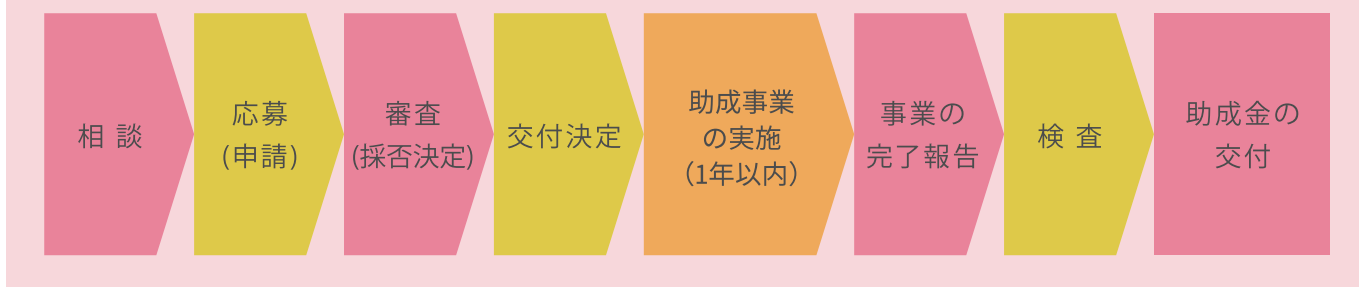 相談
応募
(申請)
審査
(採否決定)
交付決定
助成事業
の実施
（1年以内）
事業の
完了報告
検査
助成金の
交付